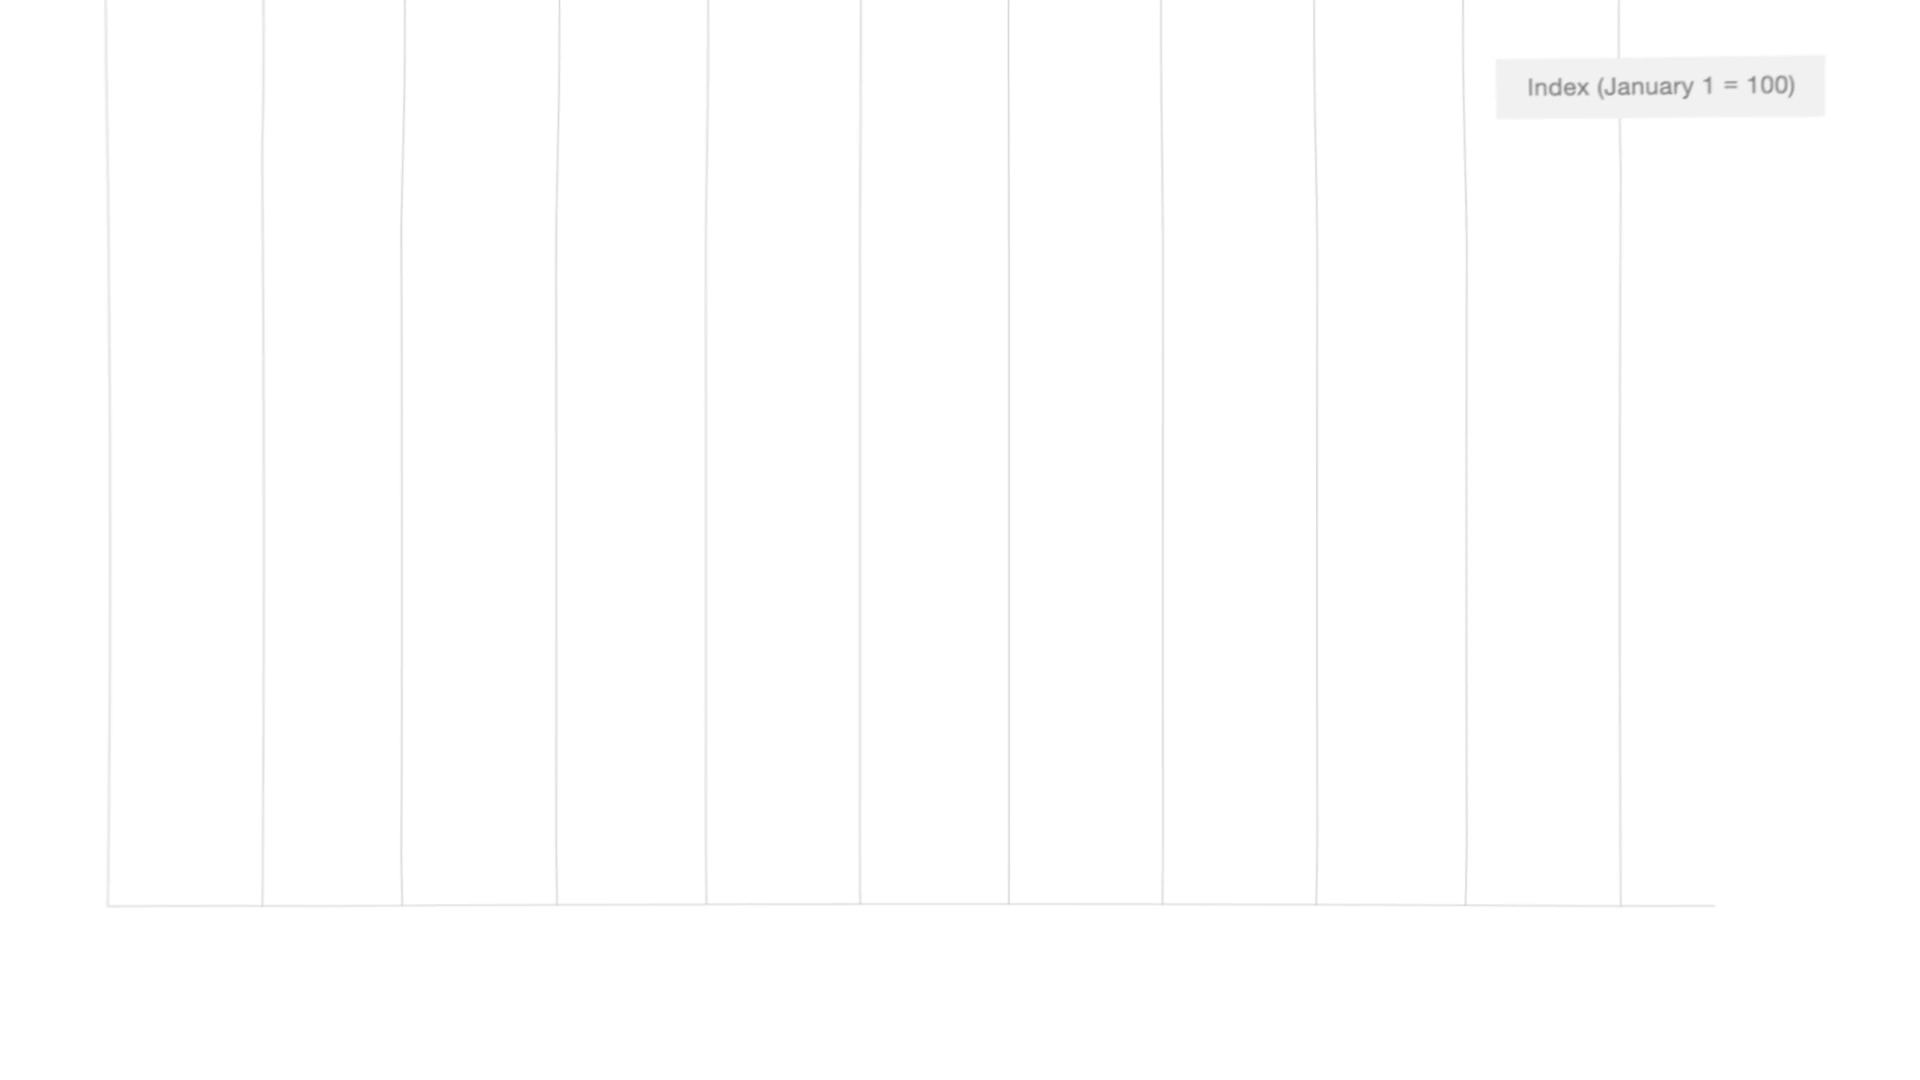 Index (January 1 = 100)